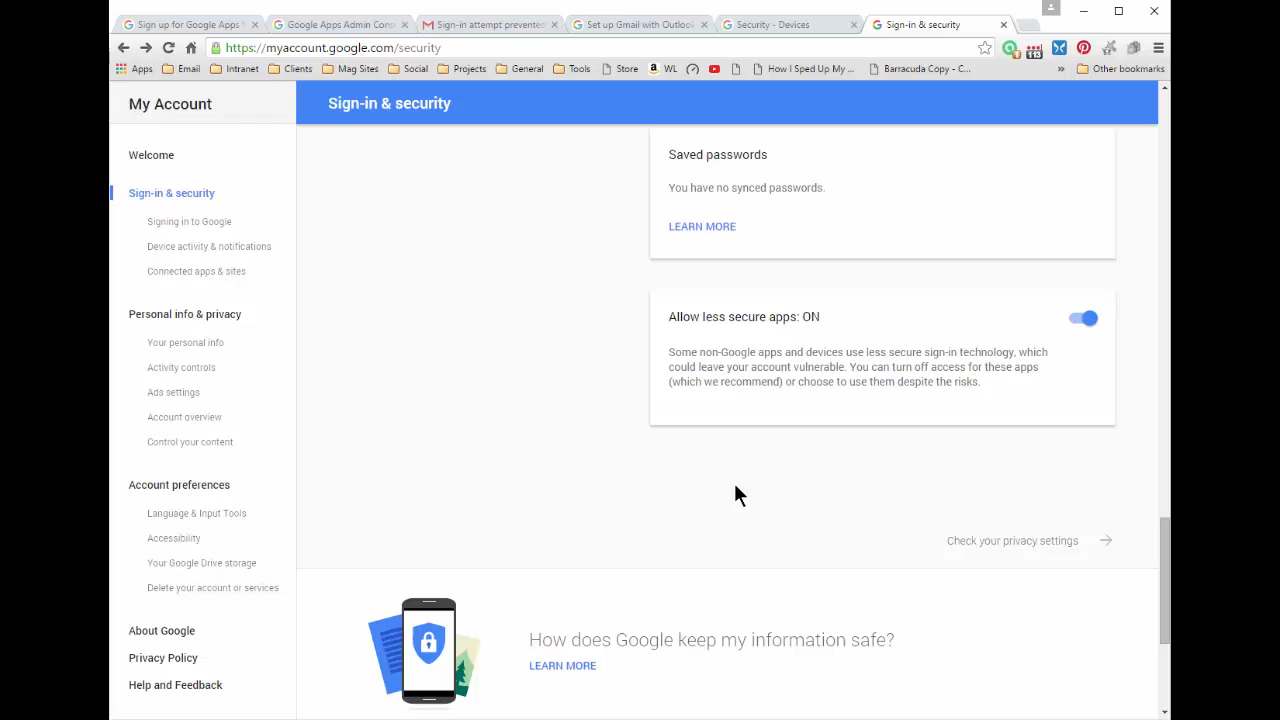 Sign up for Google Apps
Google Apps Admin Cons
Sign-in attempt prevented
Set up Gmail with Outlook
Security - Devices
Sign-in & security
https://myaccount.google.com/security
Apps
Email
Intranet
Clients
Mag Sites
Social
Projects
General
Tools
Store
WL
How I Sped Up My ...
Barracuda Copy - C...
»
Other bookmarks
My Account
Sign-in & security
Welcome
Sign-in & security
Signing in to Google
Device activity & notifications
Connected apps & sites
Personal info & privacy
Your personal info
Activity controls
Ads settings
Account overview
Control your content
Account preferences
Language & Input Tools
Accessibility
Your Google Drive storage
Delete your account or services
About Google
Privacy Policy
Help and Feedback
Saved passwords
You have no synced passwords.
LEARN MORE
Allow less secure apps: ON
Some non-Google apps and devices use less secure sign-in technology, which
could leave your account vulnerable. You can turn off access for these apps
(which we recommend) or choose to use them despite the risks.
Check your privacy settings
How does Google keep my information safe?
LEARN MORE